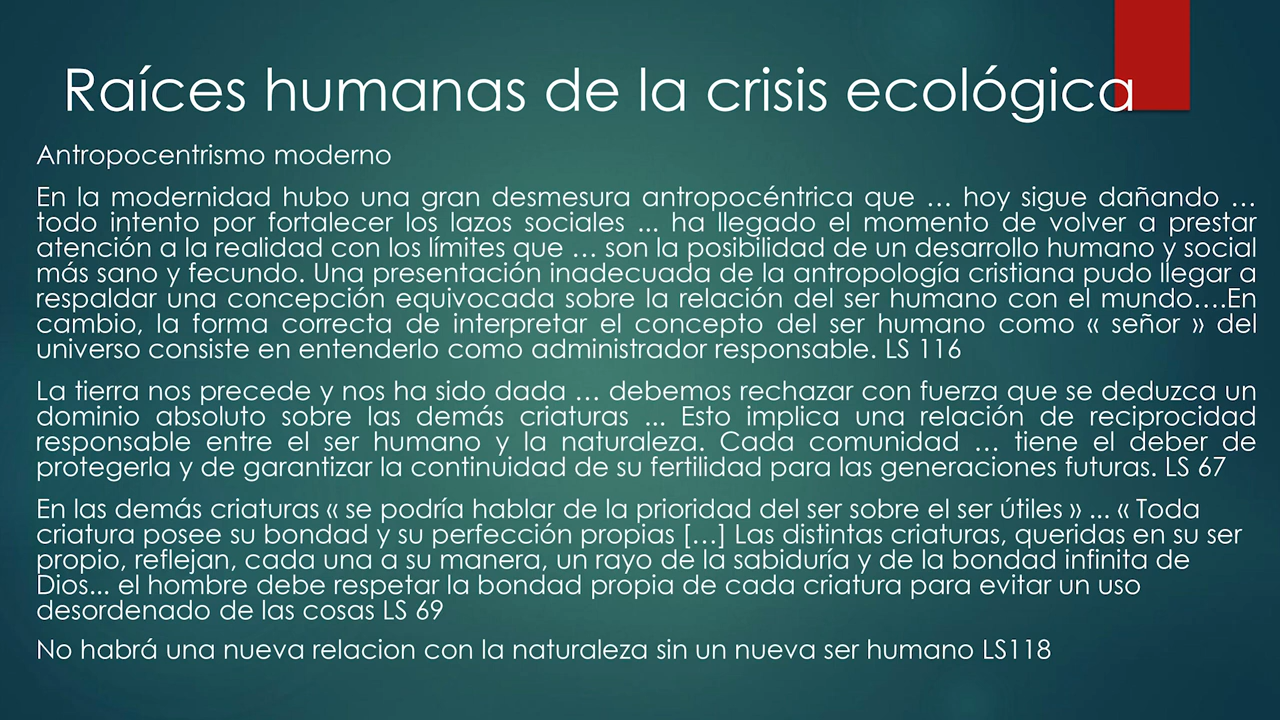 Raíces humanas de la crisis ecológica
Antropocentrismo moderno
En la modernidad hubo una gran desmesura antropocéntrica que … hoy sigue dañando …
todo intento por fortalecer los lazos sociales ... ha llegado el momento de volver a prestar
atención a la realidad con los límites que … son la posibilidad de un desarrollo humano y social
más sano y fecundo. Una presentación inadecuada de la antropología cristiana pudo llegar a
respaldar una concepción equivocada sobre la relación del ser humano con el mundo….En
cambio, la forma correcta de interpretar el concepto del ser humano como « señor » del
universo consiste en entenderlo como administrador responsable. LS 116
La tierra nos precede y nos ha sido dada … debemos rechazar con fuerza que se deduzca un
dominio absoluto sobre las demás criaturas ... Esto implica una relación de reciprocidad
responsable entre el ser humano y la naturaleza. Cada comunidad … tiene el deber de
protegerla y de garantizar la continuidad de su fertilidad para las generaciones futuras. LS 67
En las demás criaturas « se podría hablar de la prioridad del ser sobre el ser útiles » ... « Toda
criatura posee su bondad y su perfección propias […] Las distintas criaturas, queridas en su ser
propio, reflejan, cada una a su manera, un rayo de la sabiduría y de la bondad infinita de
Dios... el hombre debe respetar la bondad propia de cada criatura para evitar un uso
desordenado de las cosas LS 69
No habrá una nueva relacion con la naturaleza sin un nueva ser humano LS118